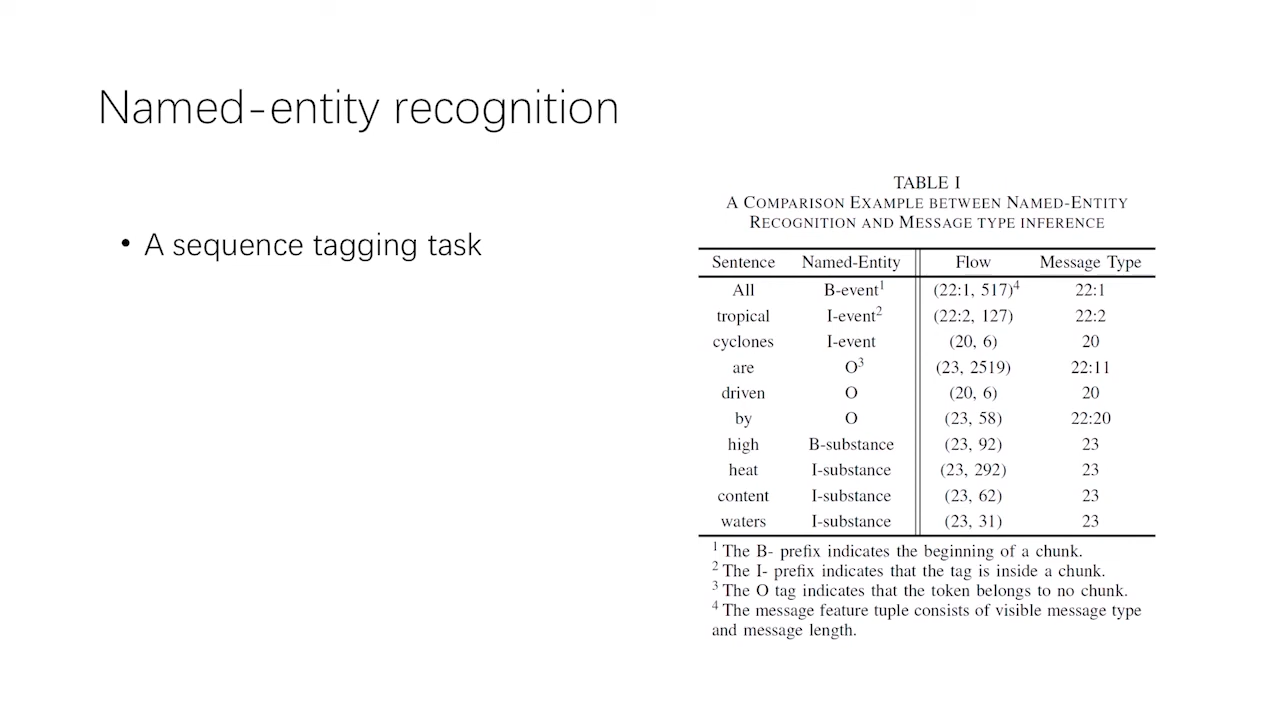 Named-entity recognition
• A sequence tagging task
TABLE I
A COMPARISON EXAMPLE BETWEEN NAMED-ENTITY
RECOGNITION AND MESSAGE TYPE INFERENCE
Sentence Named-Entity Flow Message Type
All B-event¹ (22:1, 517)⁴ 22:1
tropical I-event² (22:2, 127) 22:2
cyclones I-event (20, 6) 20
are O³ (23, 2519) 22:11
driven O (20, 6) 20
by O (23, 58) 22:20
high B-substance (23, 92) 23
heat I-substance (23, 292) 23
content I-substance (23, 62) 23
waters I-substance (23, 31) 23
¹ The B- prefix indicates the beginning of a chunk.
² The I- prefix indicates that the tag is inside a chunk.
³ The O tag indicates that the token belongs to no chunk.
⁴ The message feature tuple consists of visible message type
and message length.